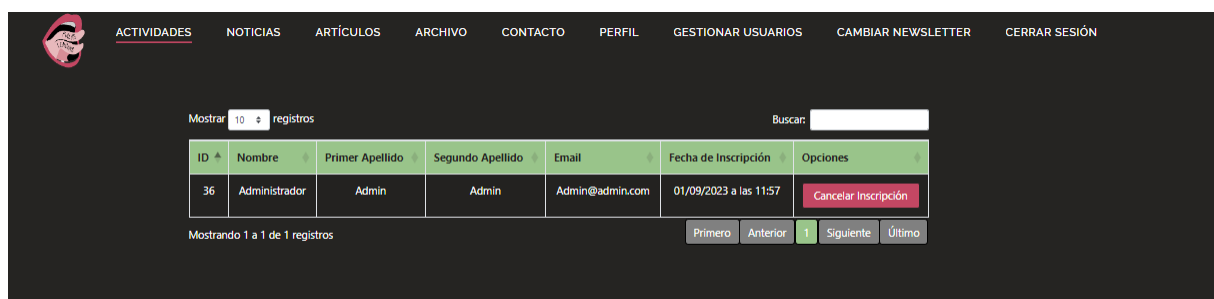 ACTIVIDADES NOTICIAS ARTÍCULOS ARCHIVO CONTACTO PERFIL GESTIONAR USUARIOS CAMBIAR NEWSLETTER CERRAR SESIÓN
Mostrar 10 registros Buscar:
ID Nombre Primer Apellido Segundo Apellido Email Fecha de Inscripción Opciones
36 Administrador Admin Admin Admin@admin.com 01/09/2023 a las 11:57 Cancelar Inscripción
Mostrando 1 a 1 de 1 registros Primero Anterior 1 Siguiente Último